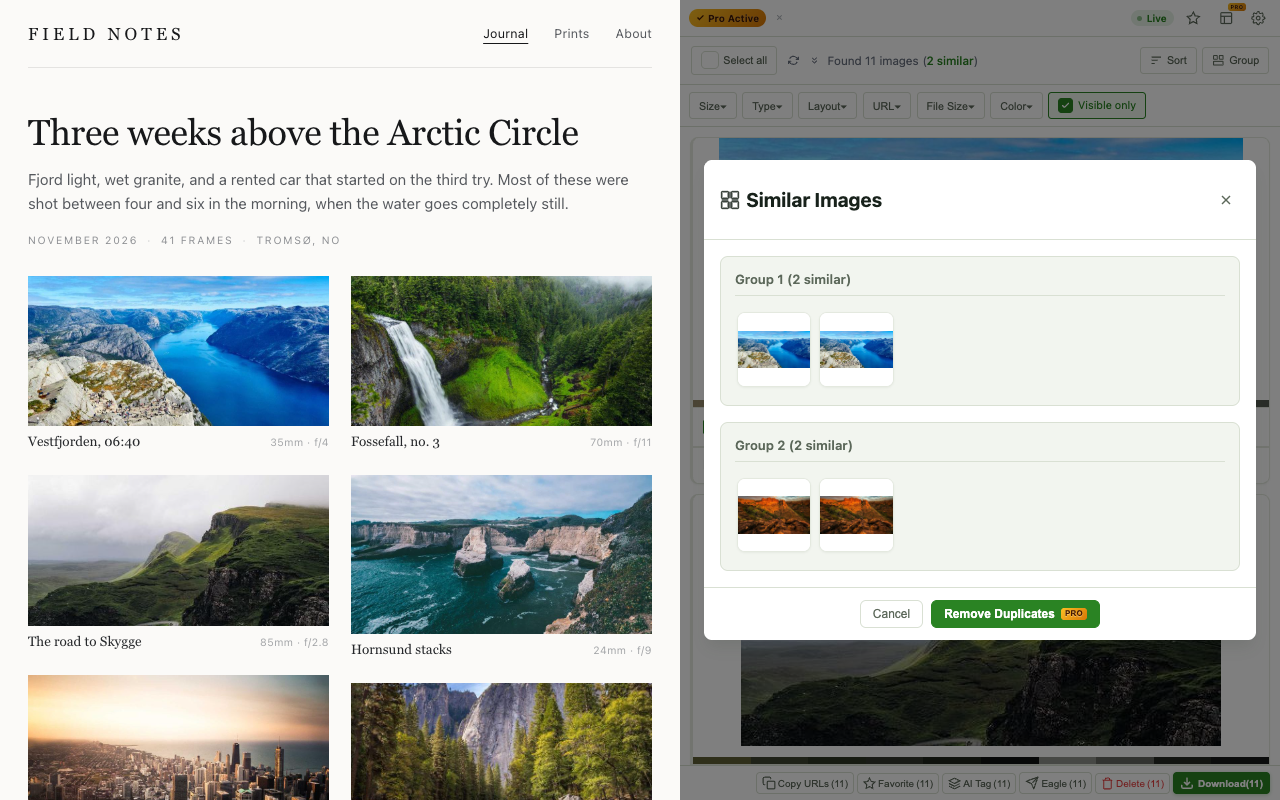 FIELD NOTES
Journal
Prints
About
Three weeks above the Arctic Circle
Fjord light, wet granite, and a rented car that started on the third try. Most of these were
shot between four and six in the morning, when the water goes completely still.
NOVEMBER 2026 · 41 FRAMES · TROMSØ, NO
Vestfjorden, 06:40
35mm · f/4
Fossefall, no. 3
70mm · f/11
The road to Skygge
85mm · f/2.8
Hornsund stacks
24mm · f/9
Pro Active
Live
PRO
Select all
Found 11 images (2 similar)
Sort
Group
Size
Type
Layout
URL
File Size
Color
Visible only
Similar Images
Group 1 (2 similar)
Group 2 (2 similar)
Cancel
Remove Duplicates PRO
Copy URLs (11)
Favorite (11)
AI Tag (11)
Eagle (11)
Delete (11)
Download(11)